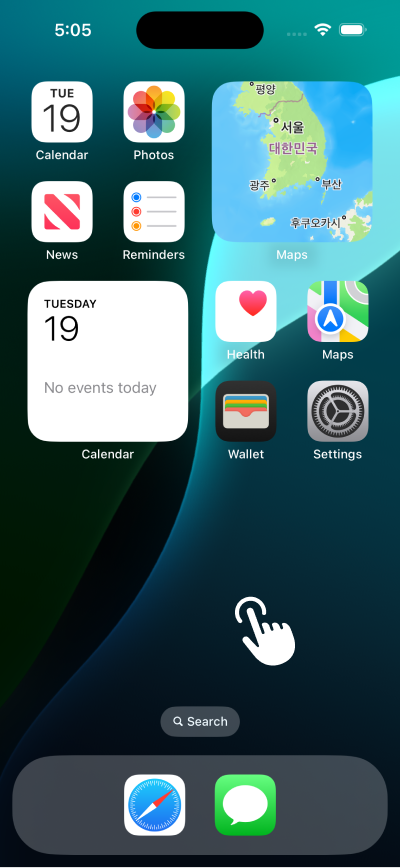 5:05
TUE
19
Calendar
Photos
평양
서울
대한민국
광주
부산
후쿠오카시
Maps
News
Reminders
TUESDAY
19
No events today
Calendar
Health
Maps
Wallet
Settings
Search